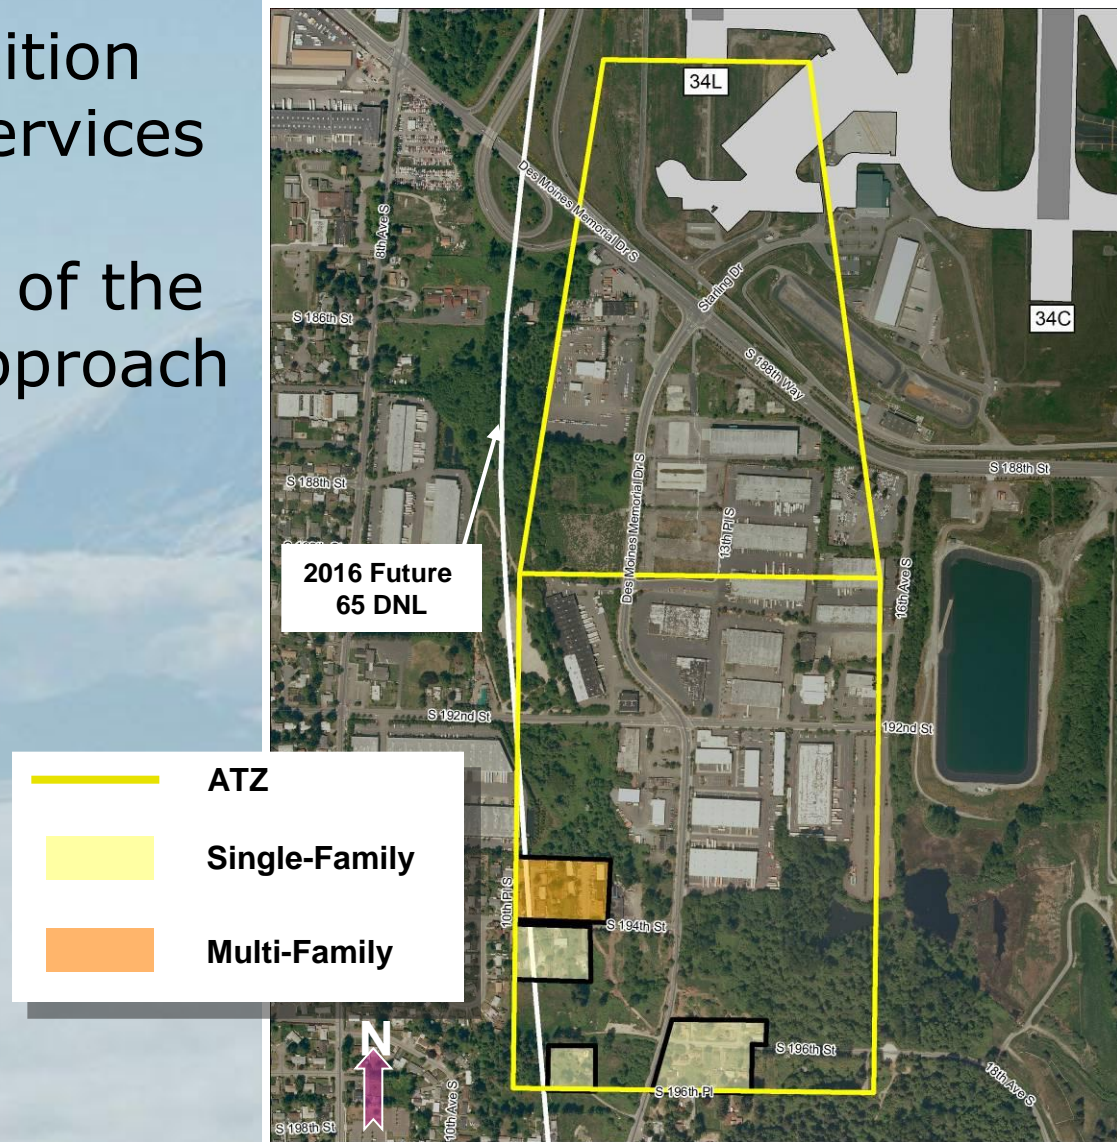 ition
ervices
of the
pproach
34L
Des Moines Memorial Dr S
8th Ave S
Starling Dr
34C
S 186th St
S 188th Way
S 188th St
S 188th St
Des Moines Memorial Dr S
13th Pl S
2016 Future
65 DNL
16th Ave S
S 192nd St
192nd St
ATZ
Single-Family
Multi-Family
10th Pl S
S 194th St
N
S 196th St
18th Ave S
S 196th Pl
10th Ave S
S 198th St